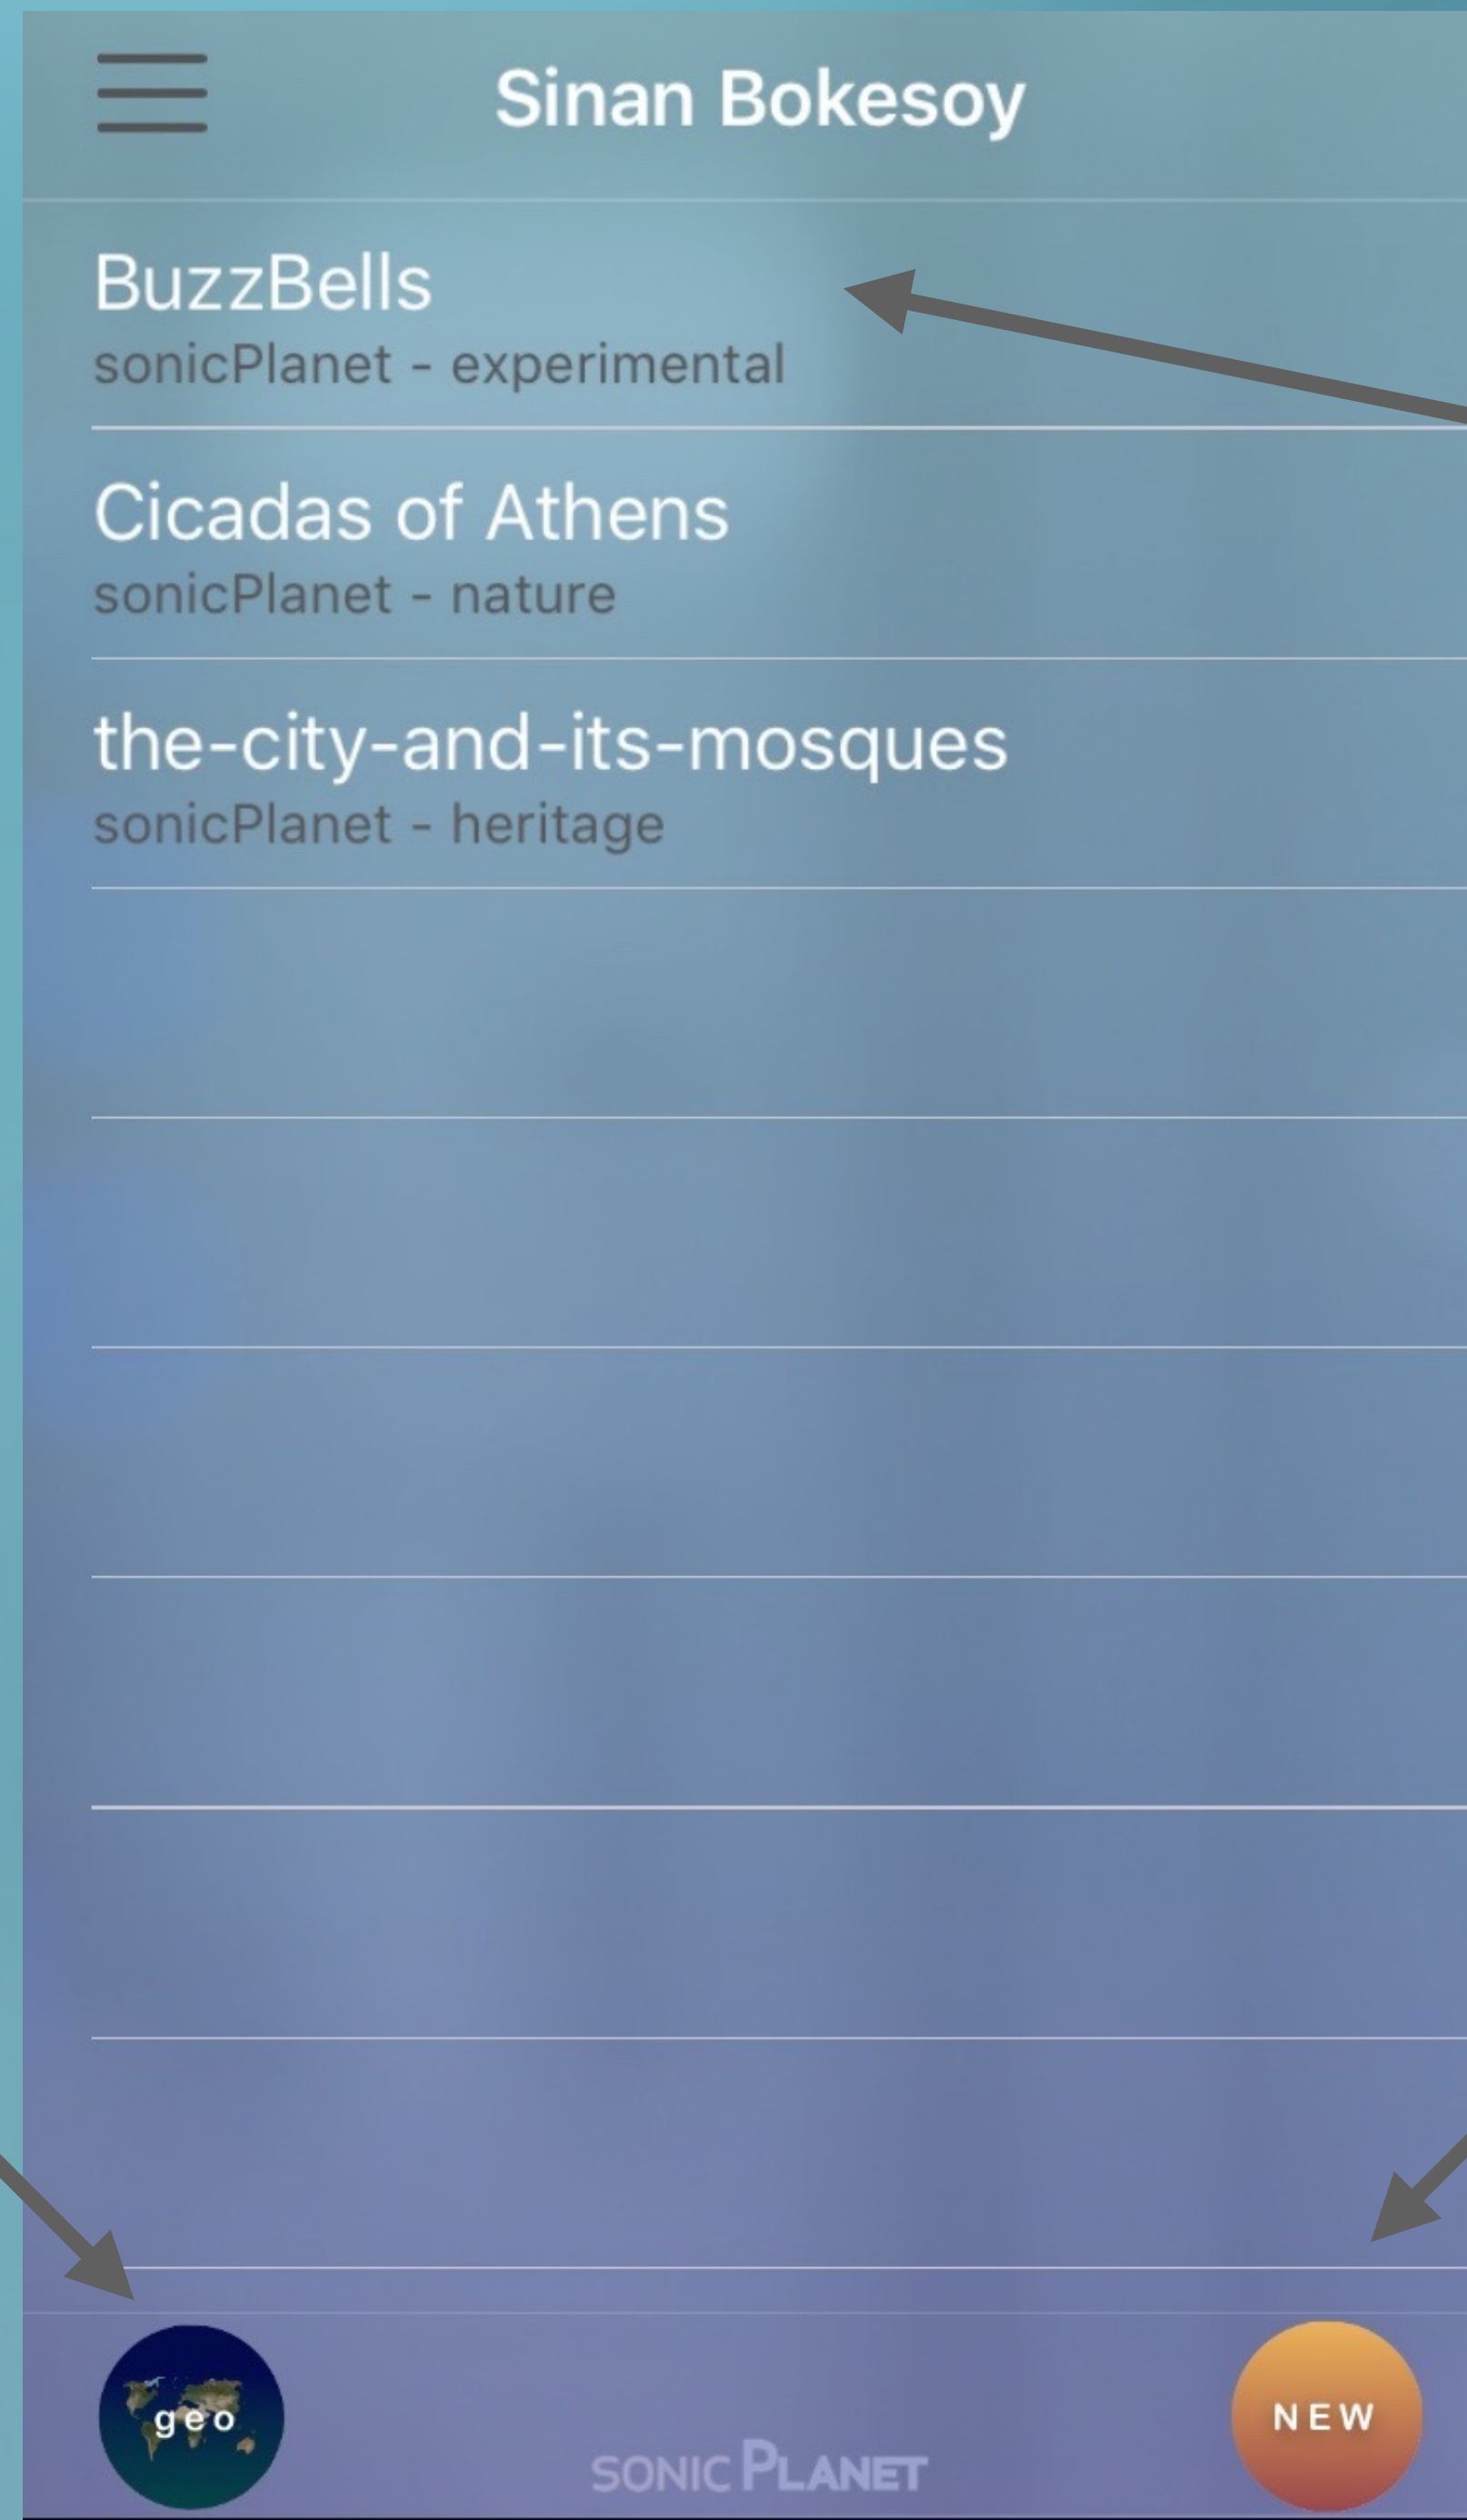 Sinan Bokesoy
BuzzBells
sonicPlanet - experimental
Cicadas of Athens
sonicPlanet - nature
the-city-and-its-mosques
sonicPlanet - heritage
geo
NEW
SONIC PLANET